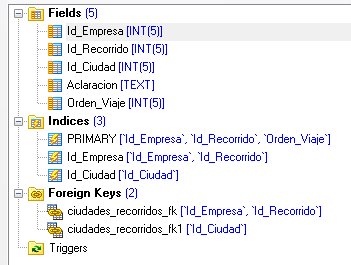 Fields (5)
Id_Empresa [INT(5)]
Id_Recorrido [INT(5)]
Id_Ciudad [INT(5)]
Aclaracion [TEXT]
Orden_Viaje [INT(5)]
Indices (3)
PRIMARY [`Id_Empresa`, `Id_Recorrido`, `Orden_Viaje`]
Id_Empresa [`Id_Empresa`, `Id_Recorrido`]
Id_Ciudad [`Id_Ciudad`]
Foreign Keys (2)
ciudades_recorridos_fk [`Id_Empresa`, `Id_Recorrido`]
ciudades_recorridos_fk1 [`Id_Ciudad`]
Triggers